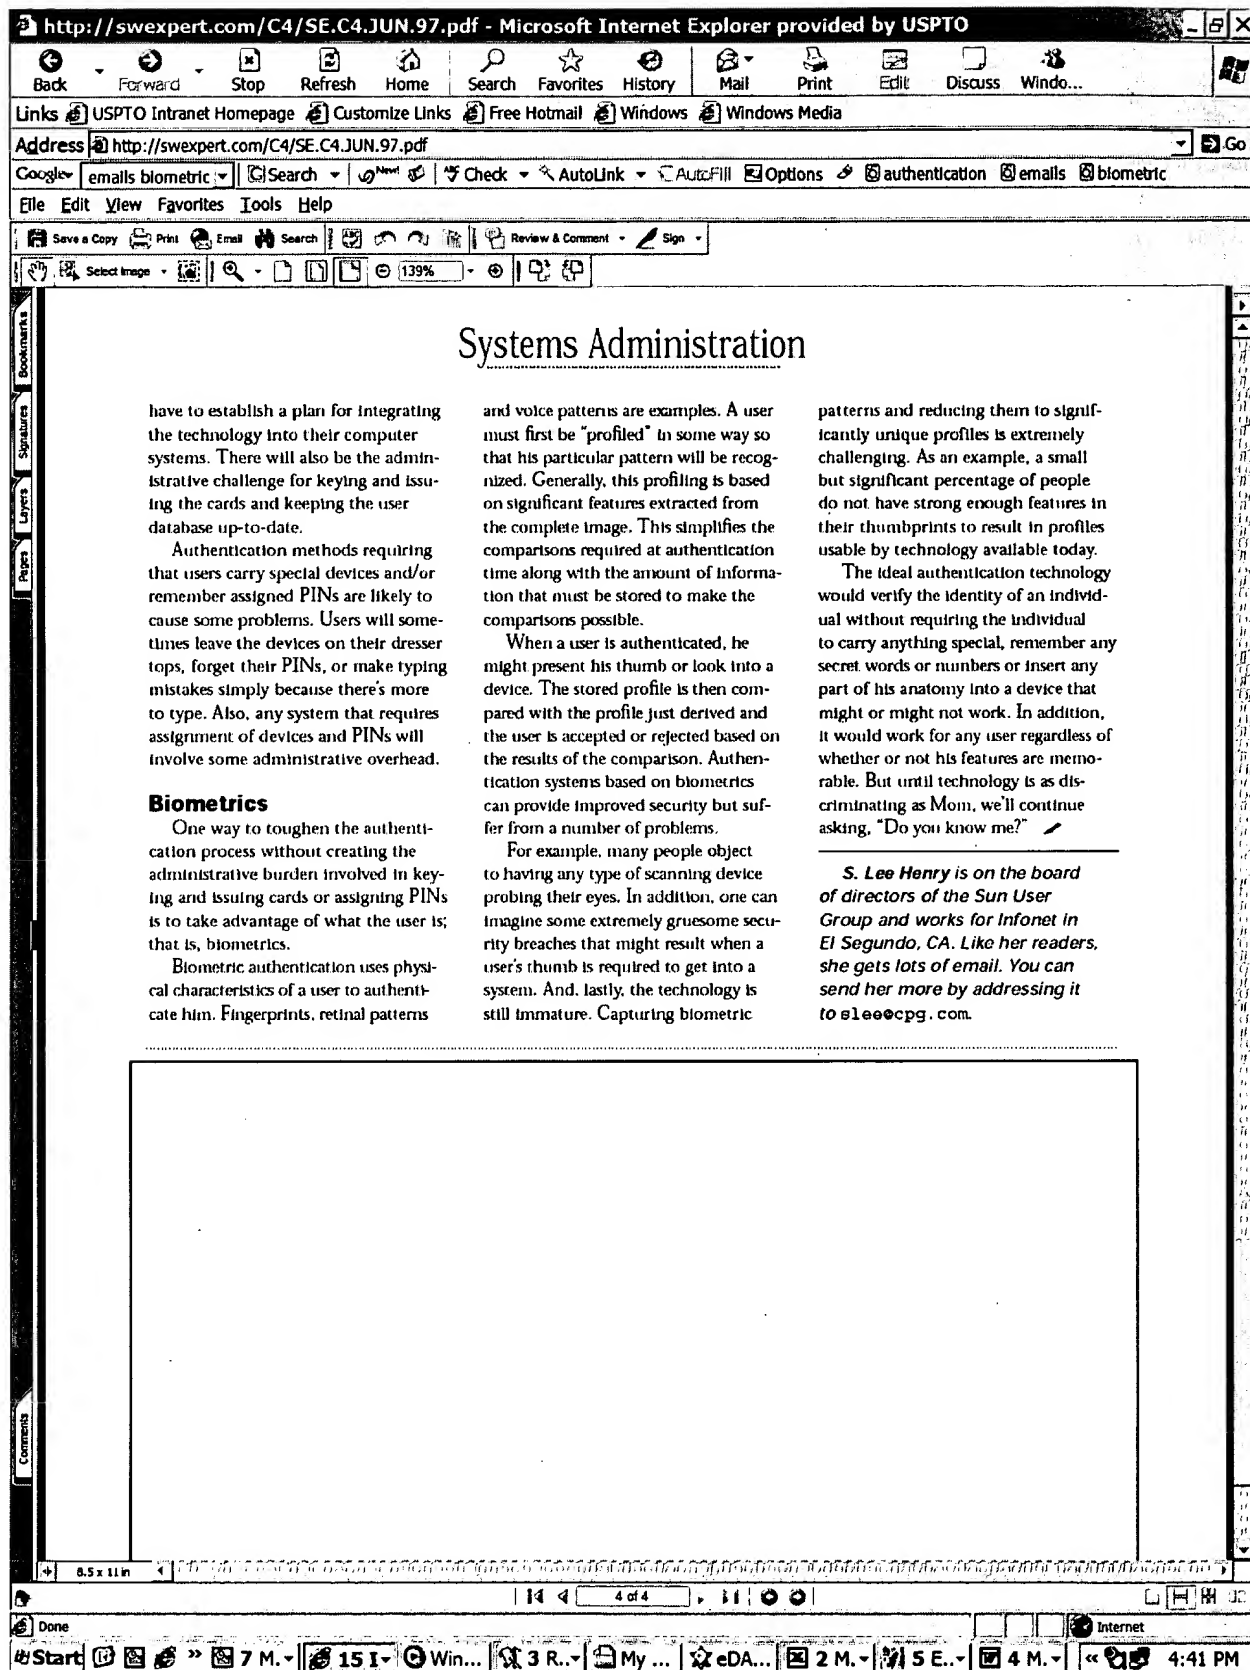 http://swexpert.com/C4/SE.C4.JUN.97.pdf - Microsoft Internet Explorer provided by USPTO
Back Forward Stop Refresh Home Search Favorites History Mail Print Edit Discuss Windo...
Links USPTO Intranet Homepage Customize Links Free Hotmail Windows Windows Media
Address http://swexpert.com/C4/SE.C4.JUN.97.pdf Go
Google emails biometric Search New! Check AutoLink AutoFill Options authentication emails biometric
File Edit View Favorites Tools Help
Save a Copy Print Email Search Review & Comment Sign
Select Image 139%
Bookmarks
Signatures
Layers
Pages
Comments
Systems Administration
have to establish a plan for integrating
the technology into their computer
systems. There will also be the admin-
istrative challenge for keying and issu-
ing the cards and keeping the user
database up-to-date.
Authentication methods requiring
that users carry special devices and/or
remember assigned PINs are likely to
cause some problems. Users will some-
times leave the devices on their dresser
tops, forget their PINs, or make typing
mistakes simply because there's more
to type. Also, any system that requires
assignment of devices and PINs will
involve some administrative overhead.
Biometrics
One way to toughen the authenti-
cation process without creating the
administrative burden involved in key-
ing and issuing cards or assigning PINs
is to take advantage of what the user is;
that is, biometrics.
Biometric authentication uses physi-
cal characteristics of a user to authenti-
cate him. Fingerprints, retinal patterns
and voice patterns are examples. A user
must first be "profiled" in some way so
that his particular pattern will be recog-
nized. Generally, this profiling is based
on significant features extracted from
the complete image. This simplifies the
comparisons required at authentication
time along with the amount of informa-
tion that must be stored to make the
comparisons possible.
When a user is authenticated, he
might present his thumb or look into a
device. The stored profile is then com-
pared with the profile just derived and
the user is accepted or rejected based on
the results of the comparison. Authen-
tication systems based on biometrics
can provide improved security but suf-
fer from a number of problems.
For example, many people object
to having any type of scanning device
probing their eyes. In addition, one can
imagine some extremely gruesome secu-
rity breaches that might result when a
user's thumb is required to get into a
system. And, lastly, the technology is
still immature. Capturing biometric
patterns and reducing them to signif-
icantly unique profiles is extremely
challenging. As an example, a small
but significant percentage of people
do not have strong enough features in
their thumbprints to result in profiles
usable by technology available today.
The ideal authentication technology
would verify the identity of an individ-
ual without requiring the individual
to carry anything special, remember any
secret words or numbers or insert any
part of his anatomy into a device that
might or might not work. In addition,
it would work for any user regardless of
whether or not his features are memo-
rable. But until technology is as dis-
criminating as Mom, we'll continue
asking, "Do you know me?"
S. Lee Henry is on the board
of directors of the Sun User
Group and works for Infonet in
El Segundo, CA. Like her readers,
she gets lots of email. You can
send her more by addressing it
to slee@cpg.com.
8.5 x 11 in
4 of 4
Done Internet
Start » 7 M. 15 I Win... 3 R.. My ... eDA... 2 M. 5 E.. 4 M. « 4:41 PM